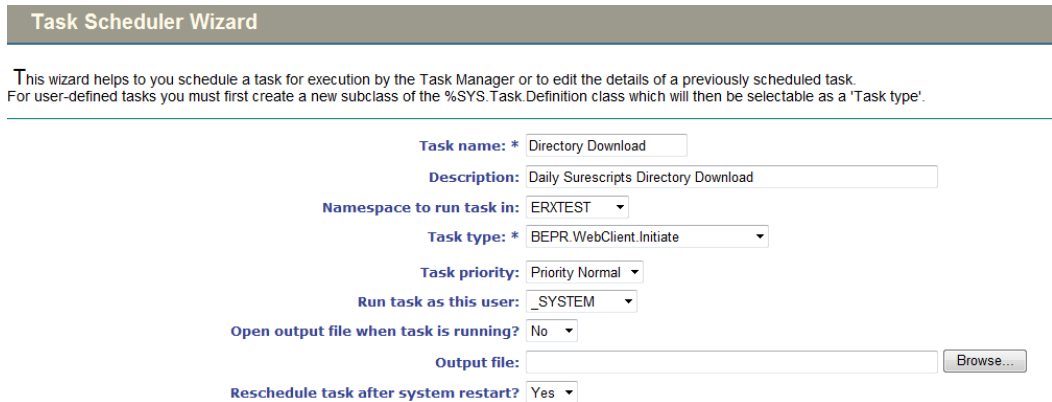 Task Scheduler Wizard
This wizard helps to you schedule a task for execution by the Task Manager or to edit the details of a previously scheduled task.
For user-defined tasks you must first create a new subclass of the %SYS.Task.Definition class which will then be selectable as a 'Task type'.
Task name: * Directory Download
Description: Daily Surescripts Directory Download
Namespace to run task in: ERXTEST
Task type: * BEPR.WebClient.Initiate
Task priority: Priority Normal
Run task as this user: _SYSTEM
Open output file when task is running? No
Output file: Browse...
Reschedule task after system restart? Yes